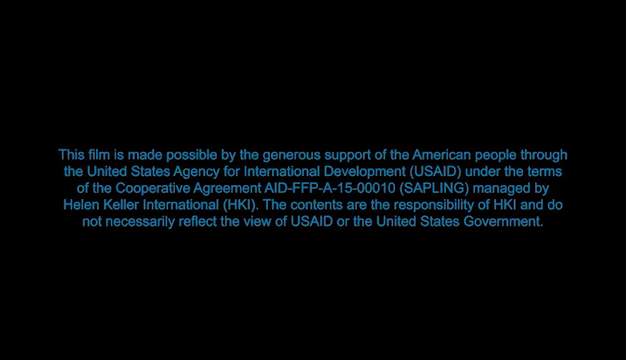 This film is made possible by the generous support of the American people through
the United States Agency for International Development (USAID) under the terms
of the Cooperative Agreement AID-FFP-A-15-00010 (SAPLING) managed by
Helen Keller International (HKI). The contents are the responsibility of HKI and do
not necessarily reflect the view of USAID or the United States Government.